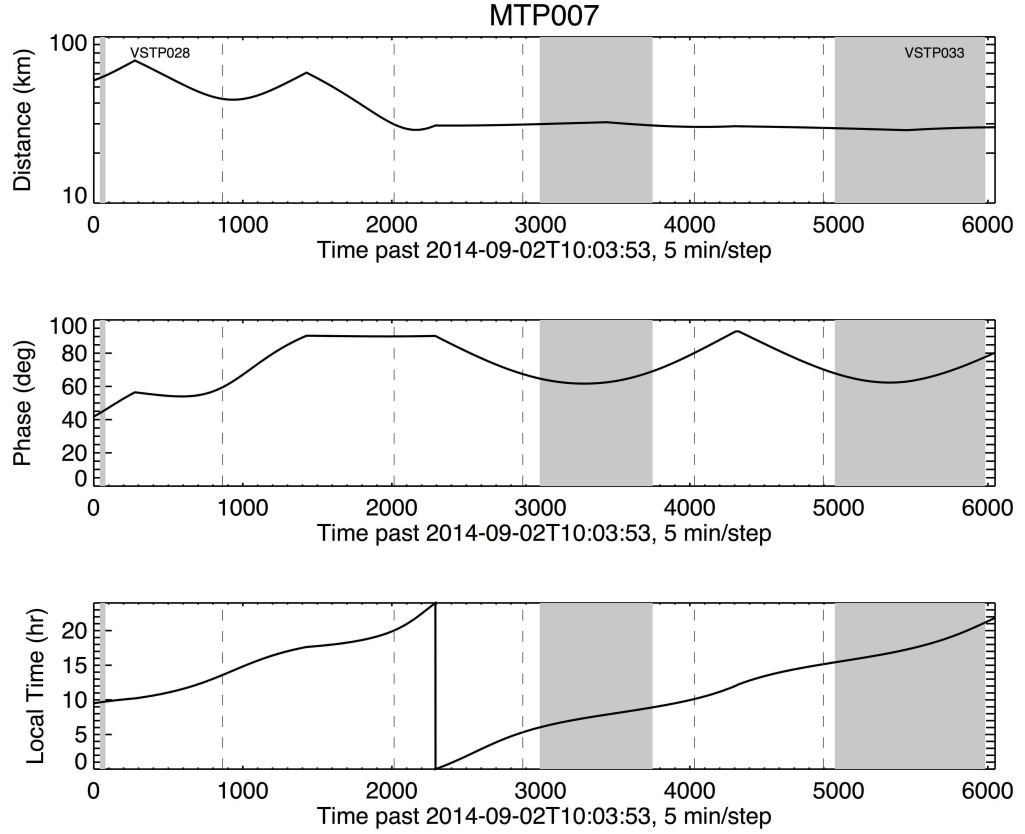 MTP007
100
VSTP028
VSTP033
Distance (km)
10
0 1000 2000 3000 4000 5000 6000
Time past 2014-09-02T10:03:53, 5 min/step
100
80
Phase (deg)
60
40
20
0
0 1000 2000 3000 4000 5000 6000
Time past 2014-09-02T10:03:53, 5 min/step
20
Local Time (hr)
15
10
5
0
0 1000 2000 3000 4000 5000 6000
Time past 2014-09-02T10:03:53, 5 min/step